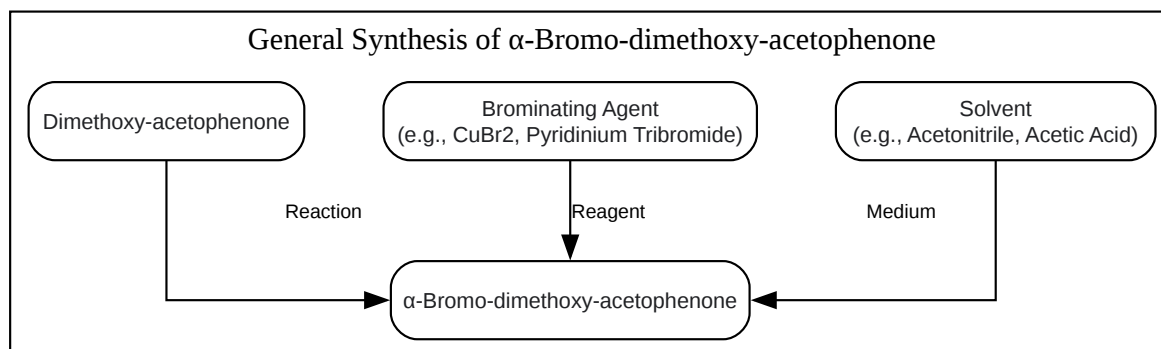 General Synthesis of α-Bromo-dimethoxy-acetophenone
Dimethoxy-acetophenone
Brominating Agent
(e.g., CuBr2, Pyridinium Tribromide)
Solvent
(e.g., Acetonitrile, Acetic Acid)
Reaction
Reagent
Medium
α-Bromo-dimethoxy-acetophenone